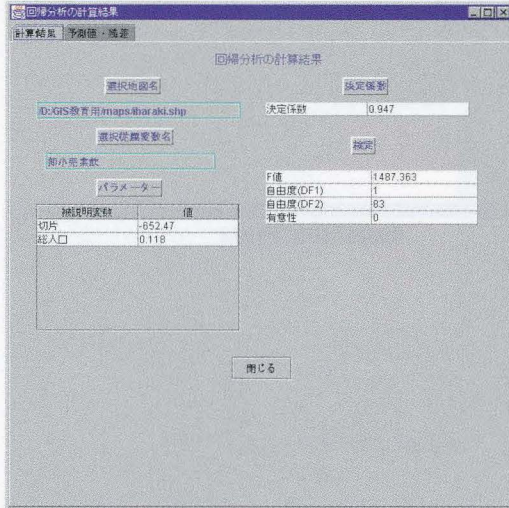 回帰分析の計算結果
計算結果 予測値・残差
回帰分析の計算結果
選択地図名
/D:/GIS教育用/maps/ibaraki.shp
選択従属変数名
卸小売業飲
パラメーター
被説明変数 値
切片 -652.47
総人口 0.118
決定係数
決定係数 0.947
検定
F値 1487.363
自由度(DF1) 1
自由度(DF2) 83
有意性 0
閉じる